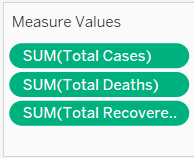 Measure Values
SUM(Total Cases)
SUM(Total Deaths)
SUM(Total Recovere..